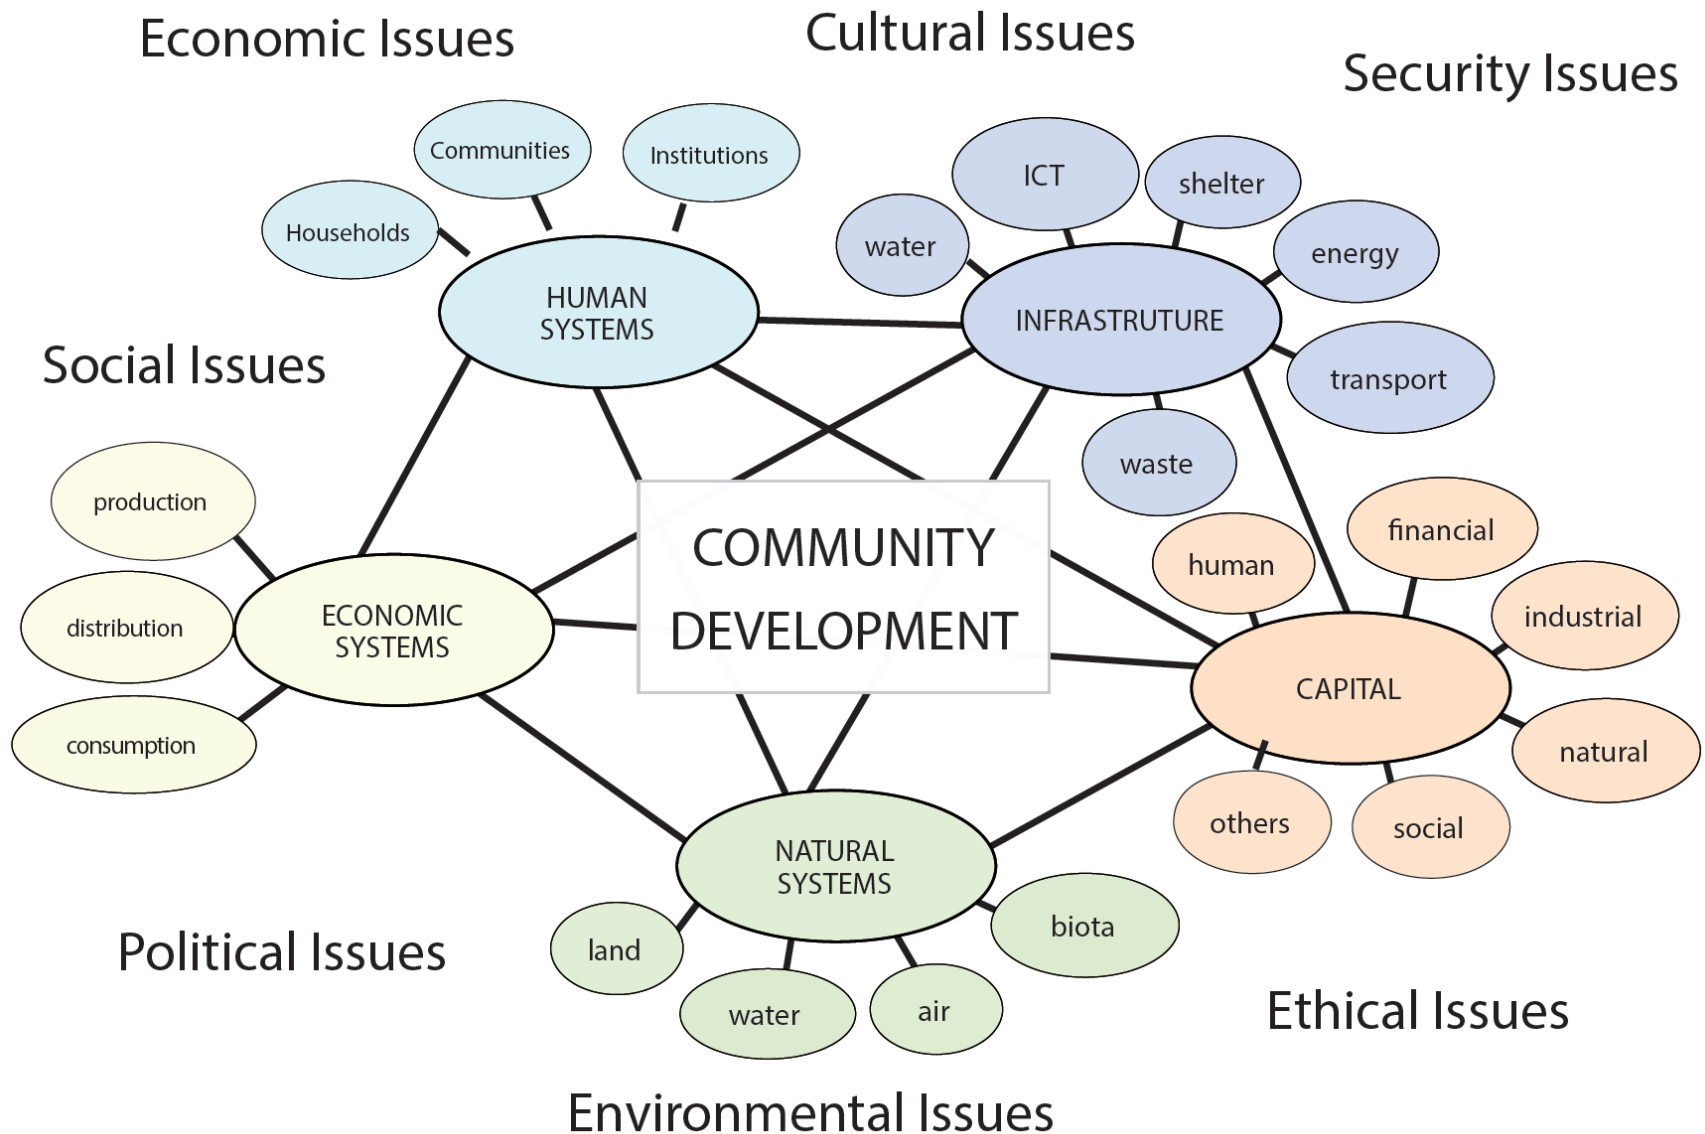 Economic Issues
Cultural Issues
Security Issues
Communities
Institutions
Households
ICT
shelter
water
energy
HUMAN
SYSTEMS
INFRASTRUTURE
transport
waste
Social Issues
production
distribution
consumption
ECONOMIC
SYSTEMS
COMMUNITY
DEVELOPMENT
human
financial
industrial
CAPITAL
natural
others
social
NATURAL
SYSTEMS
land
water
air
biota
Political Issues
Ethical Issues
Environmental Issues